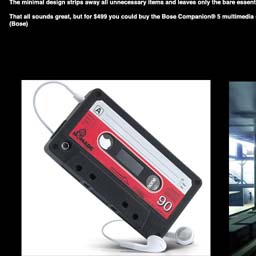 The minimal design strips away all unnecessary items and leaves only the bare essent
That all sounds great, but for $499 you could buy the Bose Companion® 5 multimedia
(Bose)
A
90